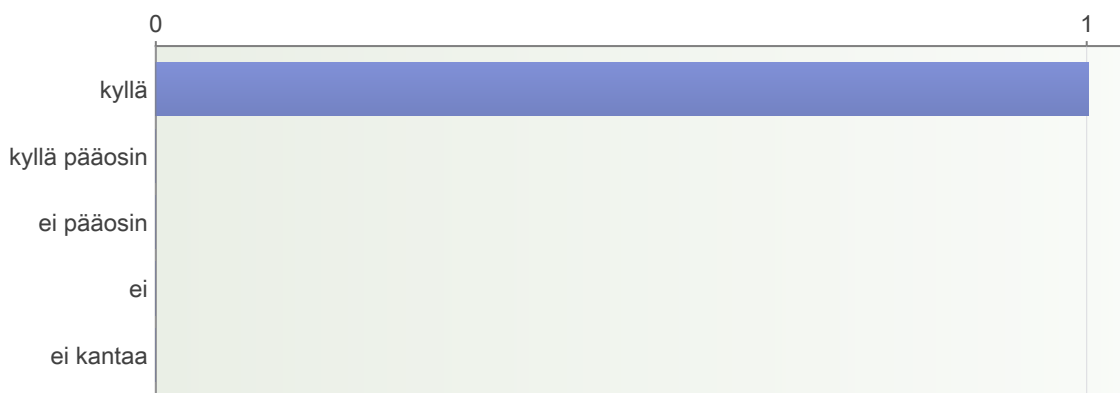 0 1
kyllä
kyllä pääosin
ei pääosin
ei
ei kantaa